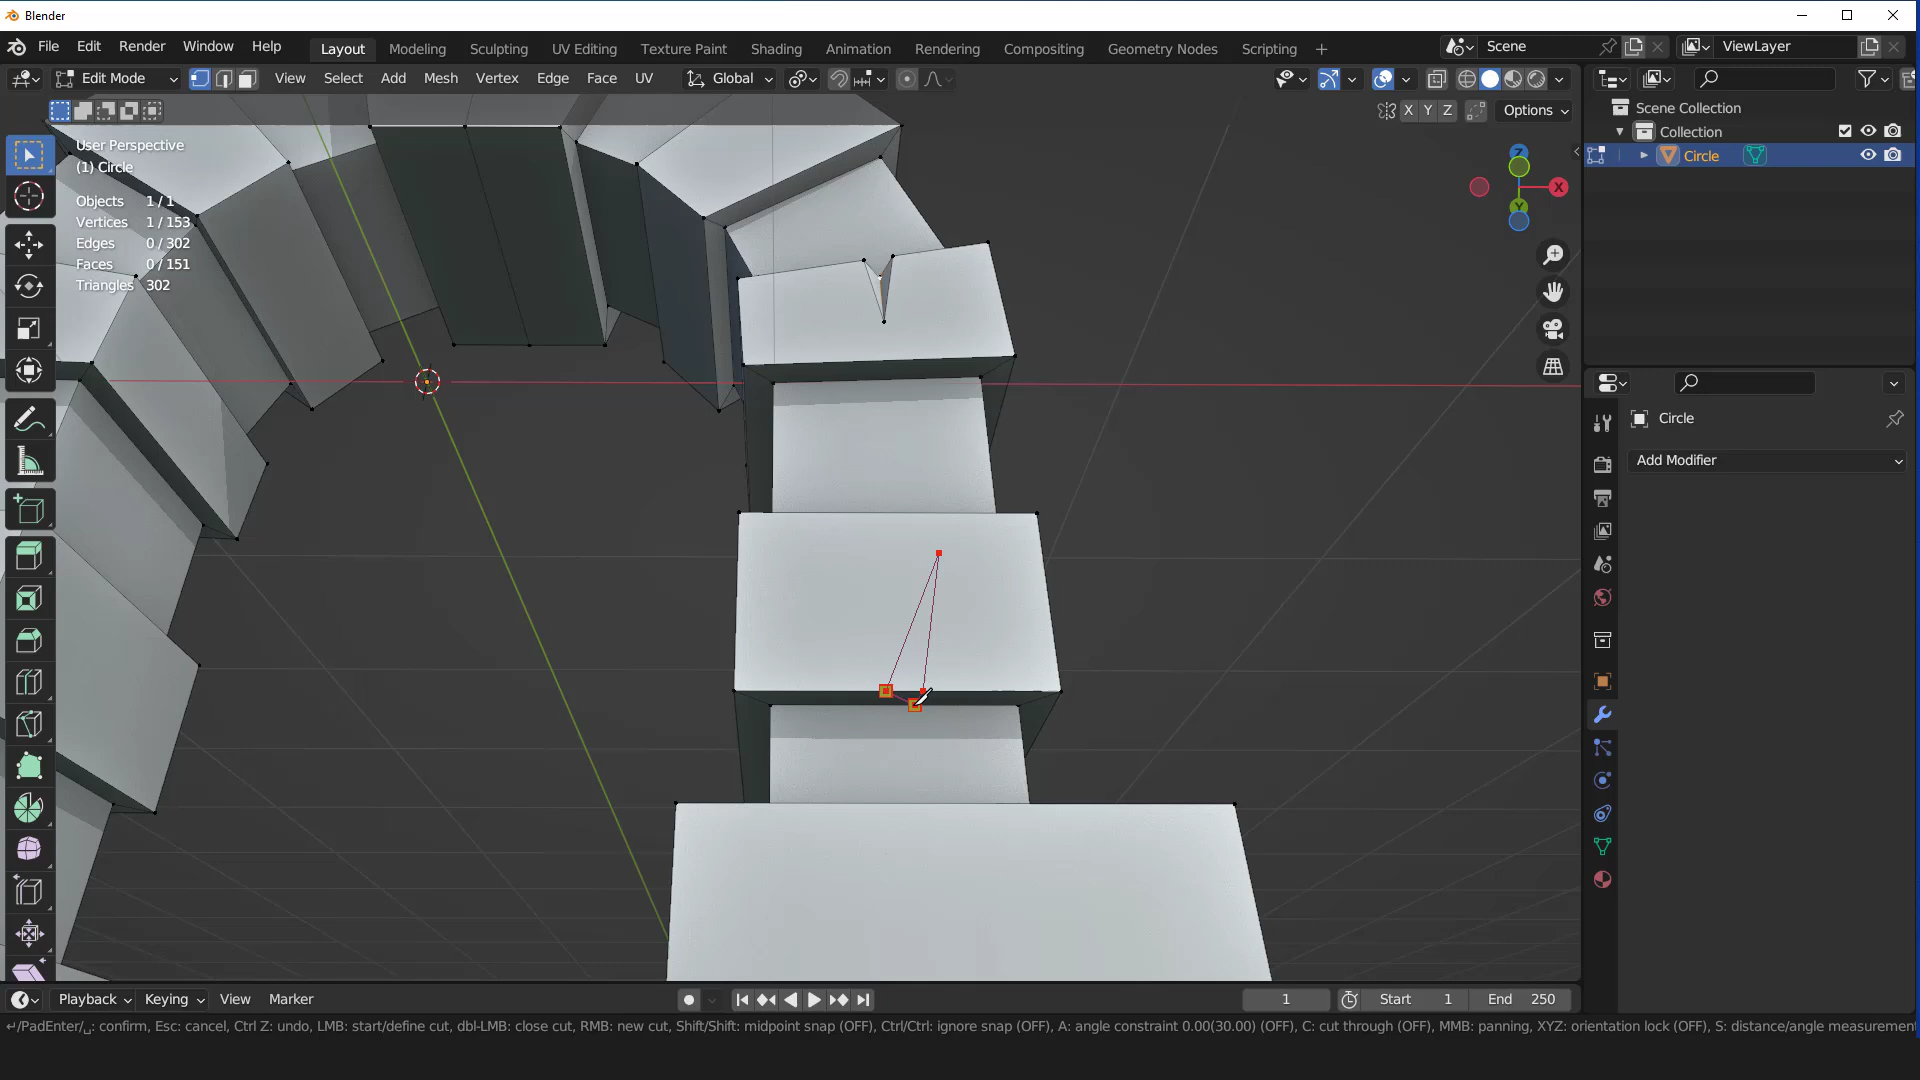 Blender
File Edit Render Window Help Layout Modeling Sculpting UV Editing Texture Paint Shading Animation Rendering Compositing Geometry Nodes Scripting + Scene ViewLayer
Edit Mode View Select Add Mesh Vertex Edge Face UV Global
X Y Z Options
Scene Collection
Collection
Circle
User Perspective
(1) Circle
Objects 1 / 1
Vertices 1 / 153
Edges 0 / 302
Faces 0 / 151
Triangles 302
Z
X
Y
Circle
Add Modifier
Playback Keying View Marker 1 Start 1 End 250
↵/PadEnter/␣: confirm, Esc: cancel, Ctrl Z: undo, LMB: start/define cut, dbl-LMB: close cut, RMB: new cut, Shift/Shift: midpoint snap (OFF), Ctrl/Ctrl: ignore snap (OFF), A: angle constraint 0.00(30.00) (OFF), C: cut through (OFF), MMB: panning, XYZ: orientation lock (OFF), S: distance/angle measurement